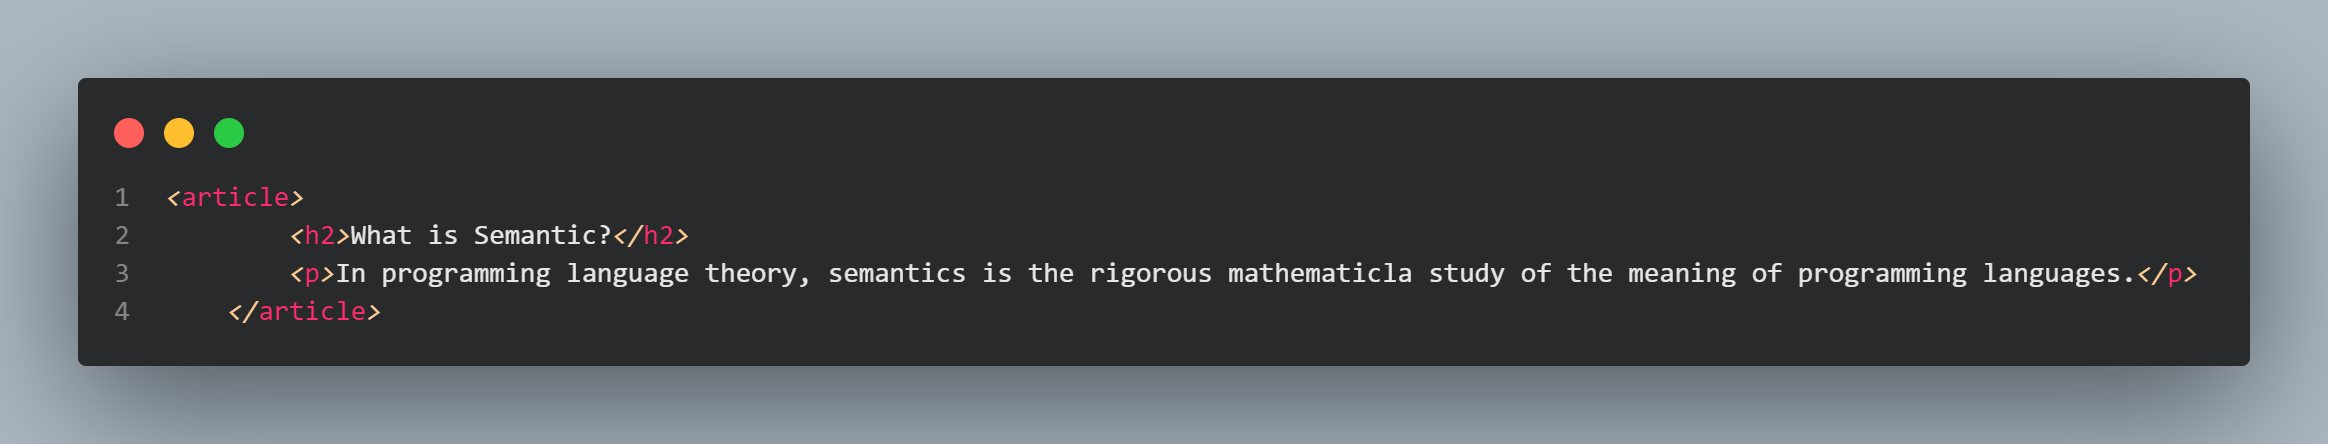 1 <article>
2 <h2>What is Semantic?</h2>
3 <p>In programming language theory, semantics is the rigorous mathematicla study of the meaning of programming languages.</p>
4 </article>